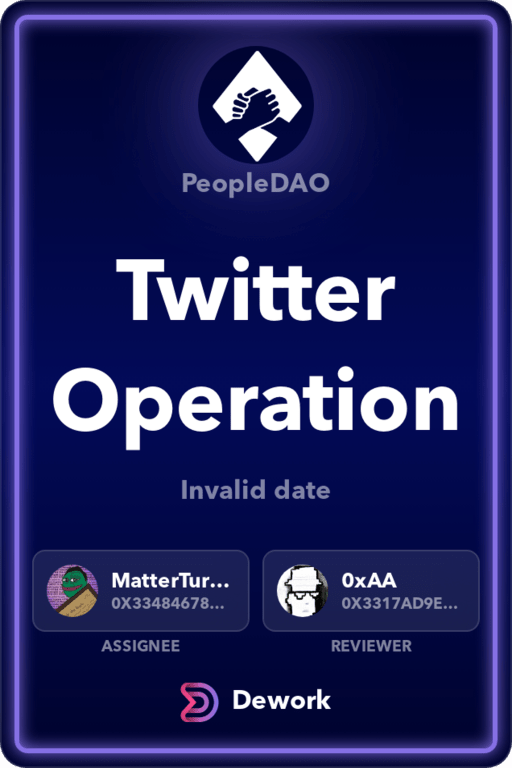 PeopleDAO
Twitter
Operation
Invalid date
MatterTur...
0X33484678...
ASSIGNEE
0xAA
0X3317AD9E...
REVIEWER
Dework